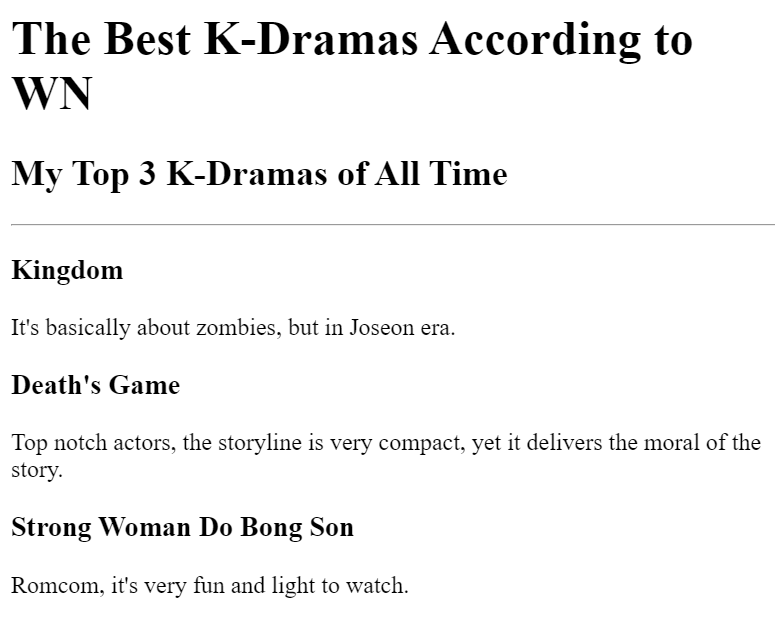 The Best K-Dramas According to
WN
My Top 3 K-Dramas of All Time
Kingdom
It's basically about zombies, but in Joseon era.
Death's Game
Top notch actors, the storyline is very compact, yet it delivers the moral of the
story.
Strong Woman Do Bong Son
Romcom, it's very fun and light to watch.